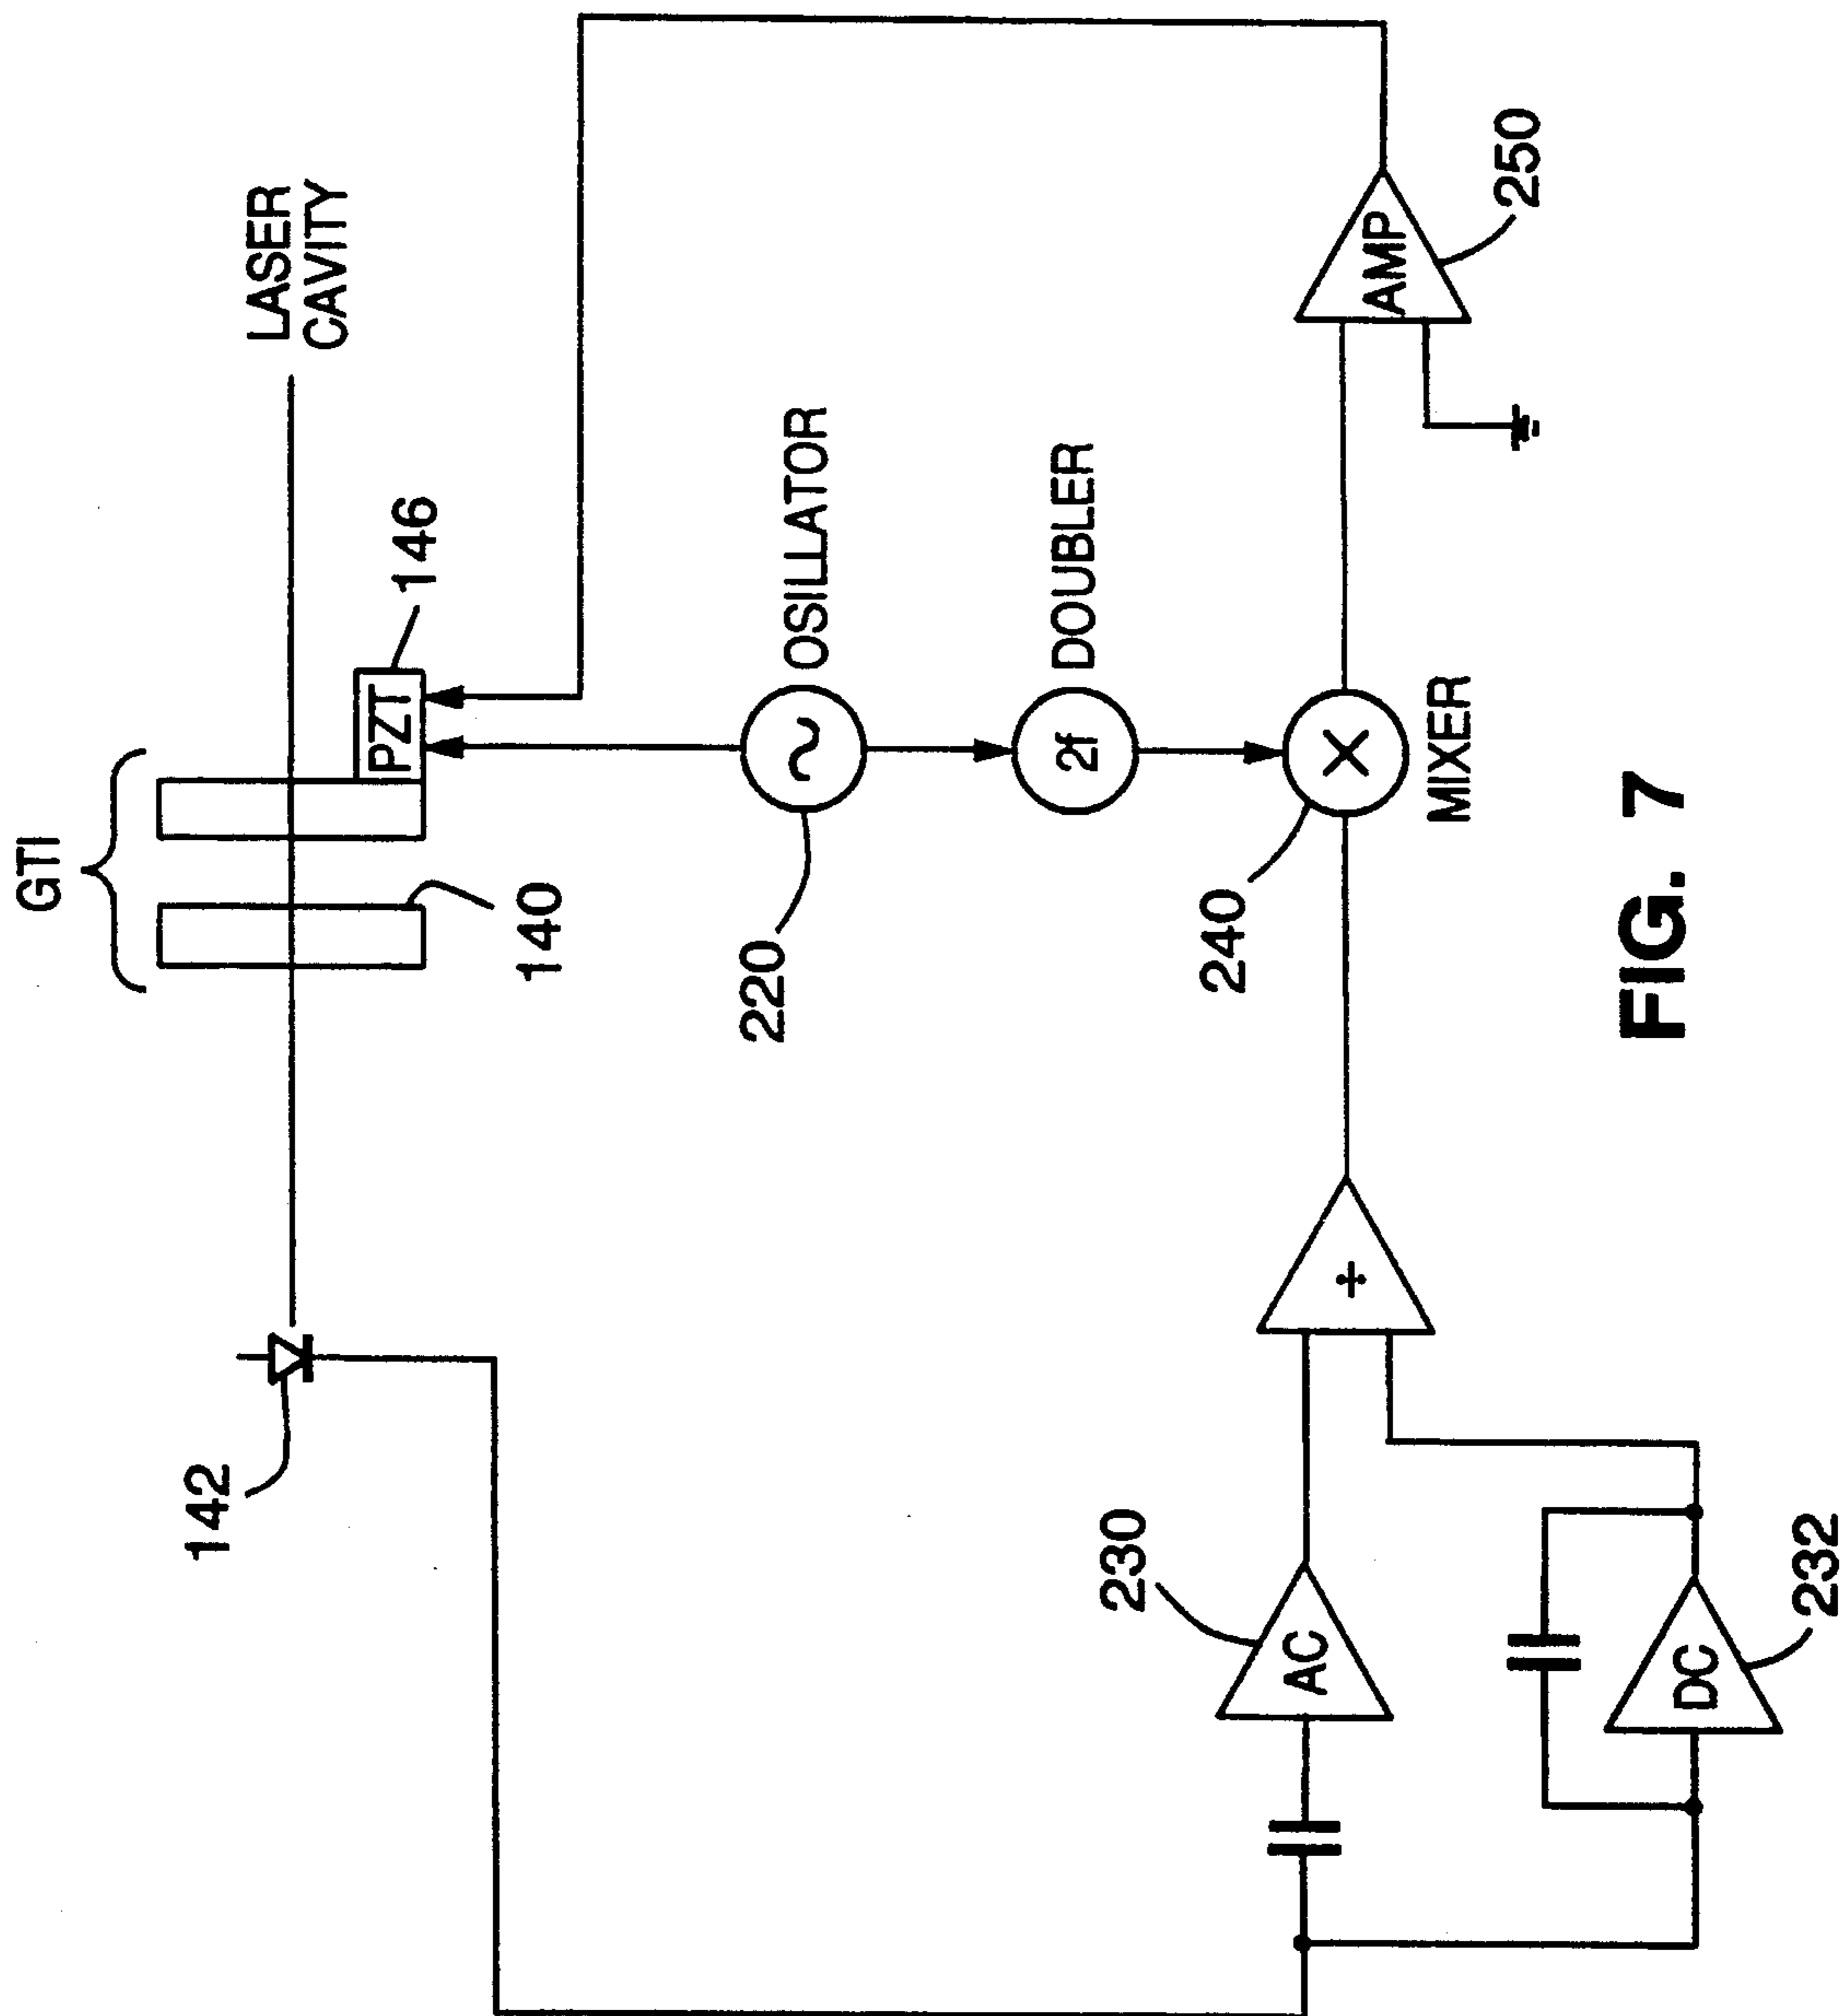 GTI
142
LASER
CAVITY
PZT
146
140
220
~
OSILLATOR
2f
DOUBLER
230
240
AC
÷
X
AMP
MIXER
250
FIG. 7
DC
232